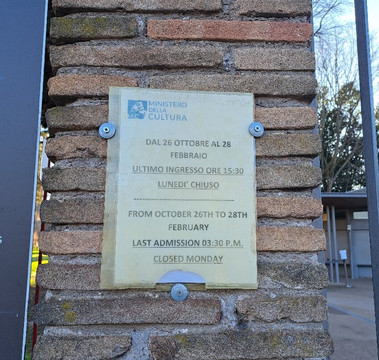 MINISTERO
DELLA
CULTURA
DAL 26 OTTOBRE AL 28
FEBBRAIO
ULTIMO INGRESSO ORE 15:30
LUNEDI' CHIUSO
FROM OCTOBER 26TH TO 28TH
FEBRUARY
LAST ADMISSION 03:30 P.M.
CLOSED MONDAY